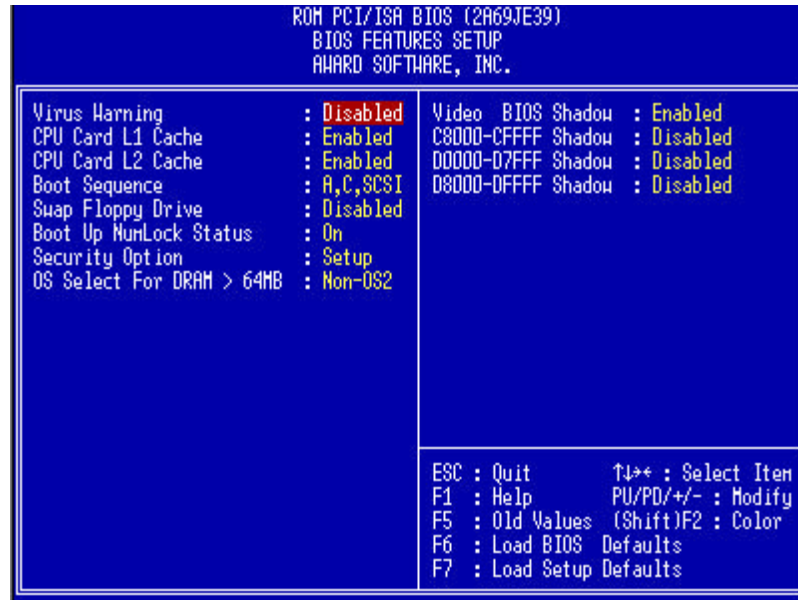 ROM PCI/ISA BIOS (2A69JE39)
BIOS FEATURES SETUP
AWARD SOFTWARE, INC.
Virus Warning : Disabled
CPU Card L1 Cache : Enabled
CPU Card L2 Cache : Enabled
Boot Sequence : A,C,SCSI
Swap Floppy Drive : Disabled
Boot Up NumLock Status : On
Security Option : Setup
OS Select For DRAM > 64MB : Non-OS2
Video BIOS Shadow : Enabled
C8000-CFFFF Shadow : Disabled
D0000-D7FFF Shadow : Disabled
D8000-DFFFF Shadow : Disabled
ESC : Quit ↑↓→← : Select Item
F1 : Help PU/PD/+/- : Modify
F5 : Old Values (Shift)F2 : Color
F6 : Load BIOS Defaults
F7 : Load Setup Defaults